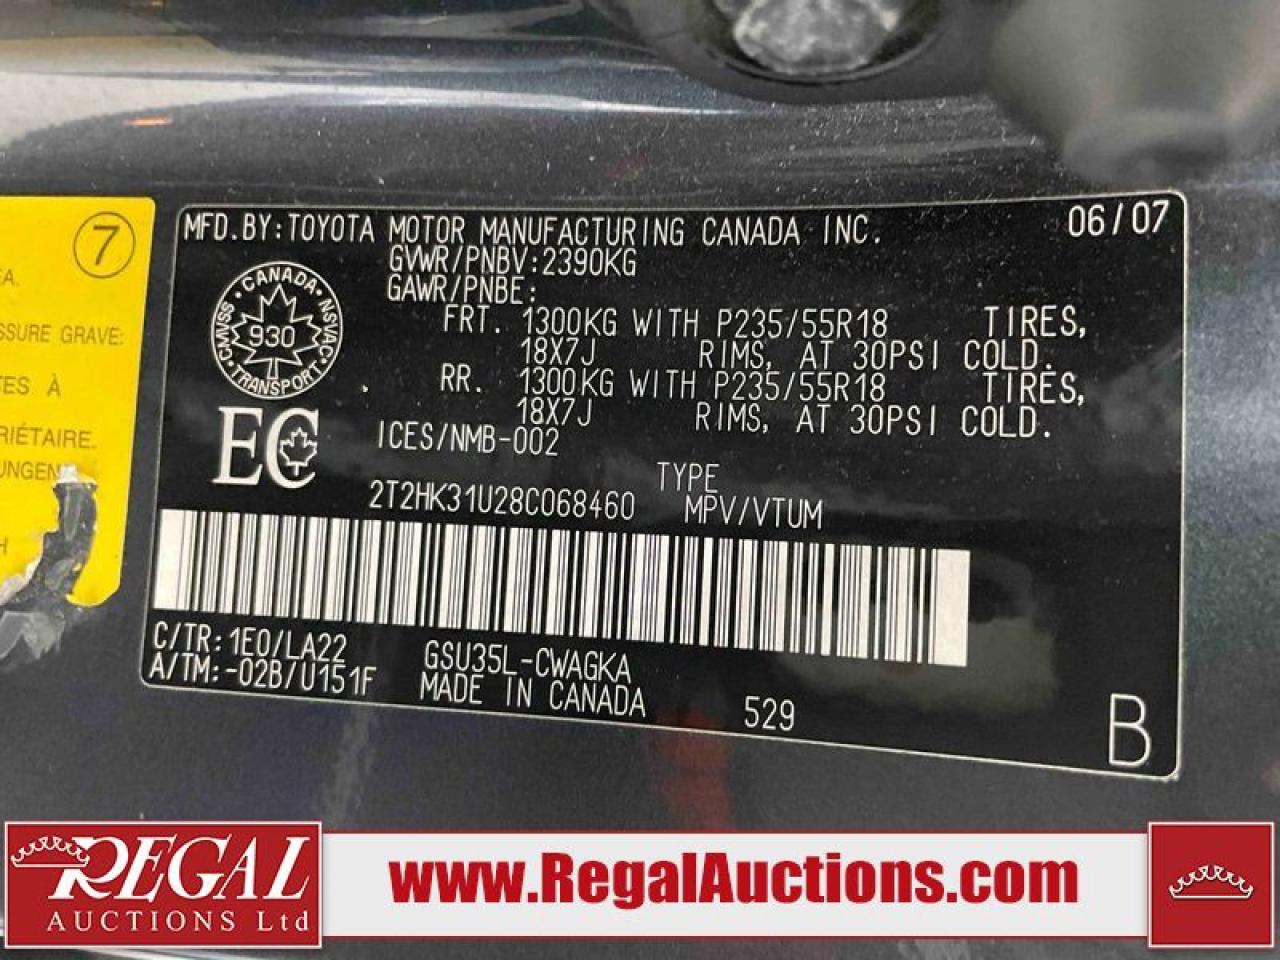 7
EA.
SSURE GRAVE:
TES À
RIÉTAIRE.
UNGEN
H
MFD.BY:TOYOTA MOTOR MANUFACTURING CANADA INC. 06/07
GVWR/PNBV:2390KG
GAWR/PNBE:
FRT. 1300KG WITH P235/55R18 TIRES,
18X7J RIMS, AT 30PSI COLD.
RR. 1300KG WITH P235/55R18 TIRES,
18X7J RIMS, AT 30PSI COLD.
CANADA·NSVAC·TRANSPORT·CMVSS
930
EC
ICES/NMB-002
TYPE
2T2HK31U28C068460 MPV/VTUM
C/TR:1E0/LA22 GSU35L-CWAGKA
A/TM:-02B/U151F MADE IN CANADA 529
B
REGAL
AUCTIONS Ltd
www.RegalAuctions.com